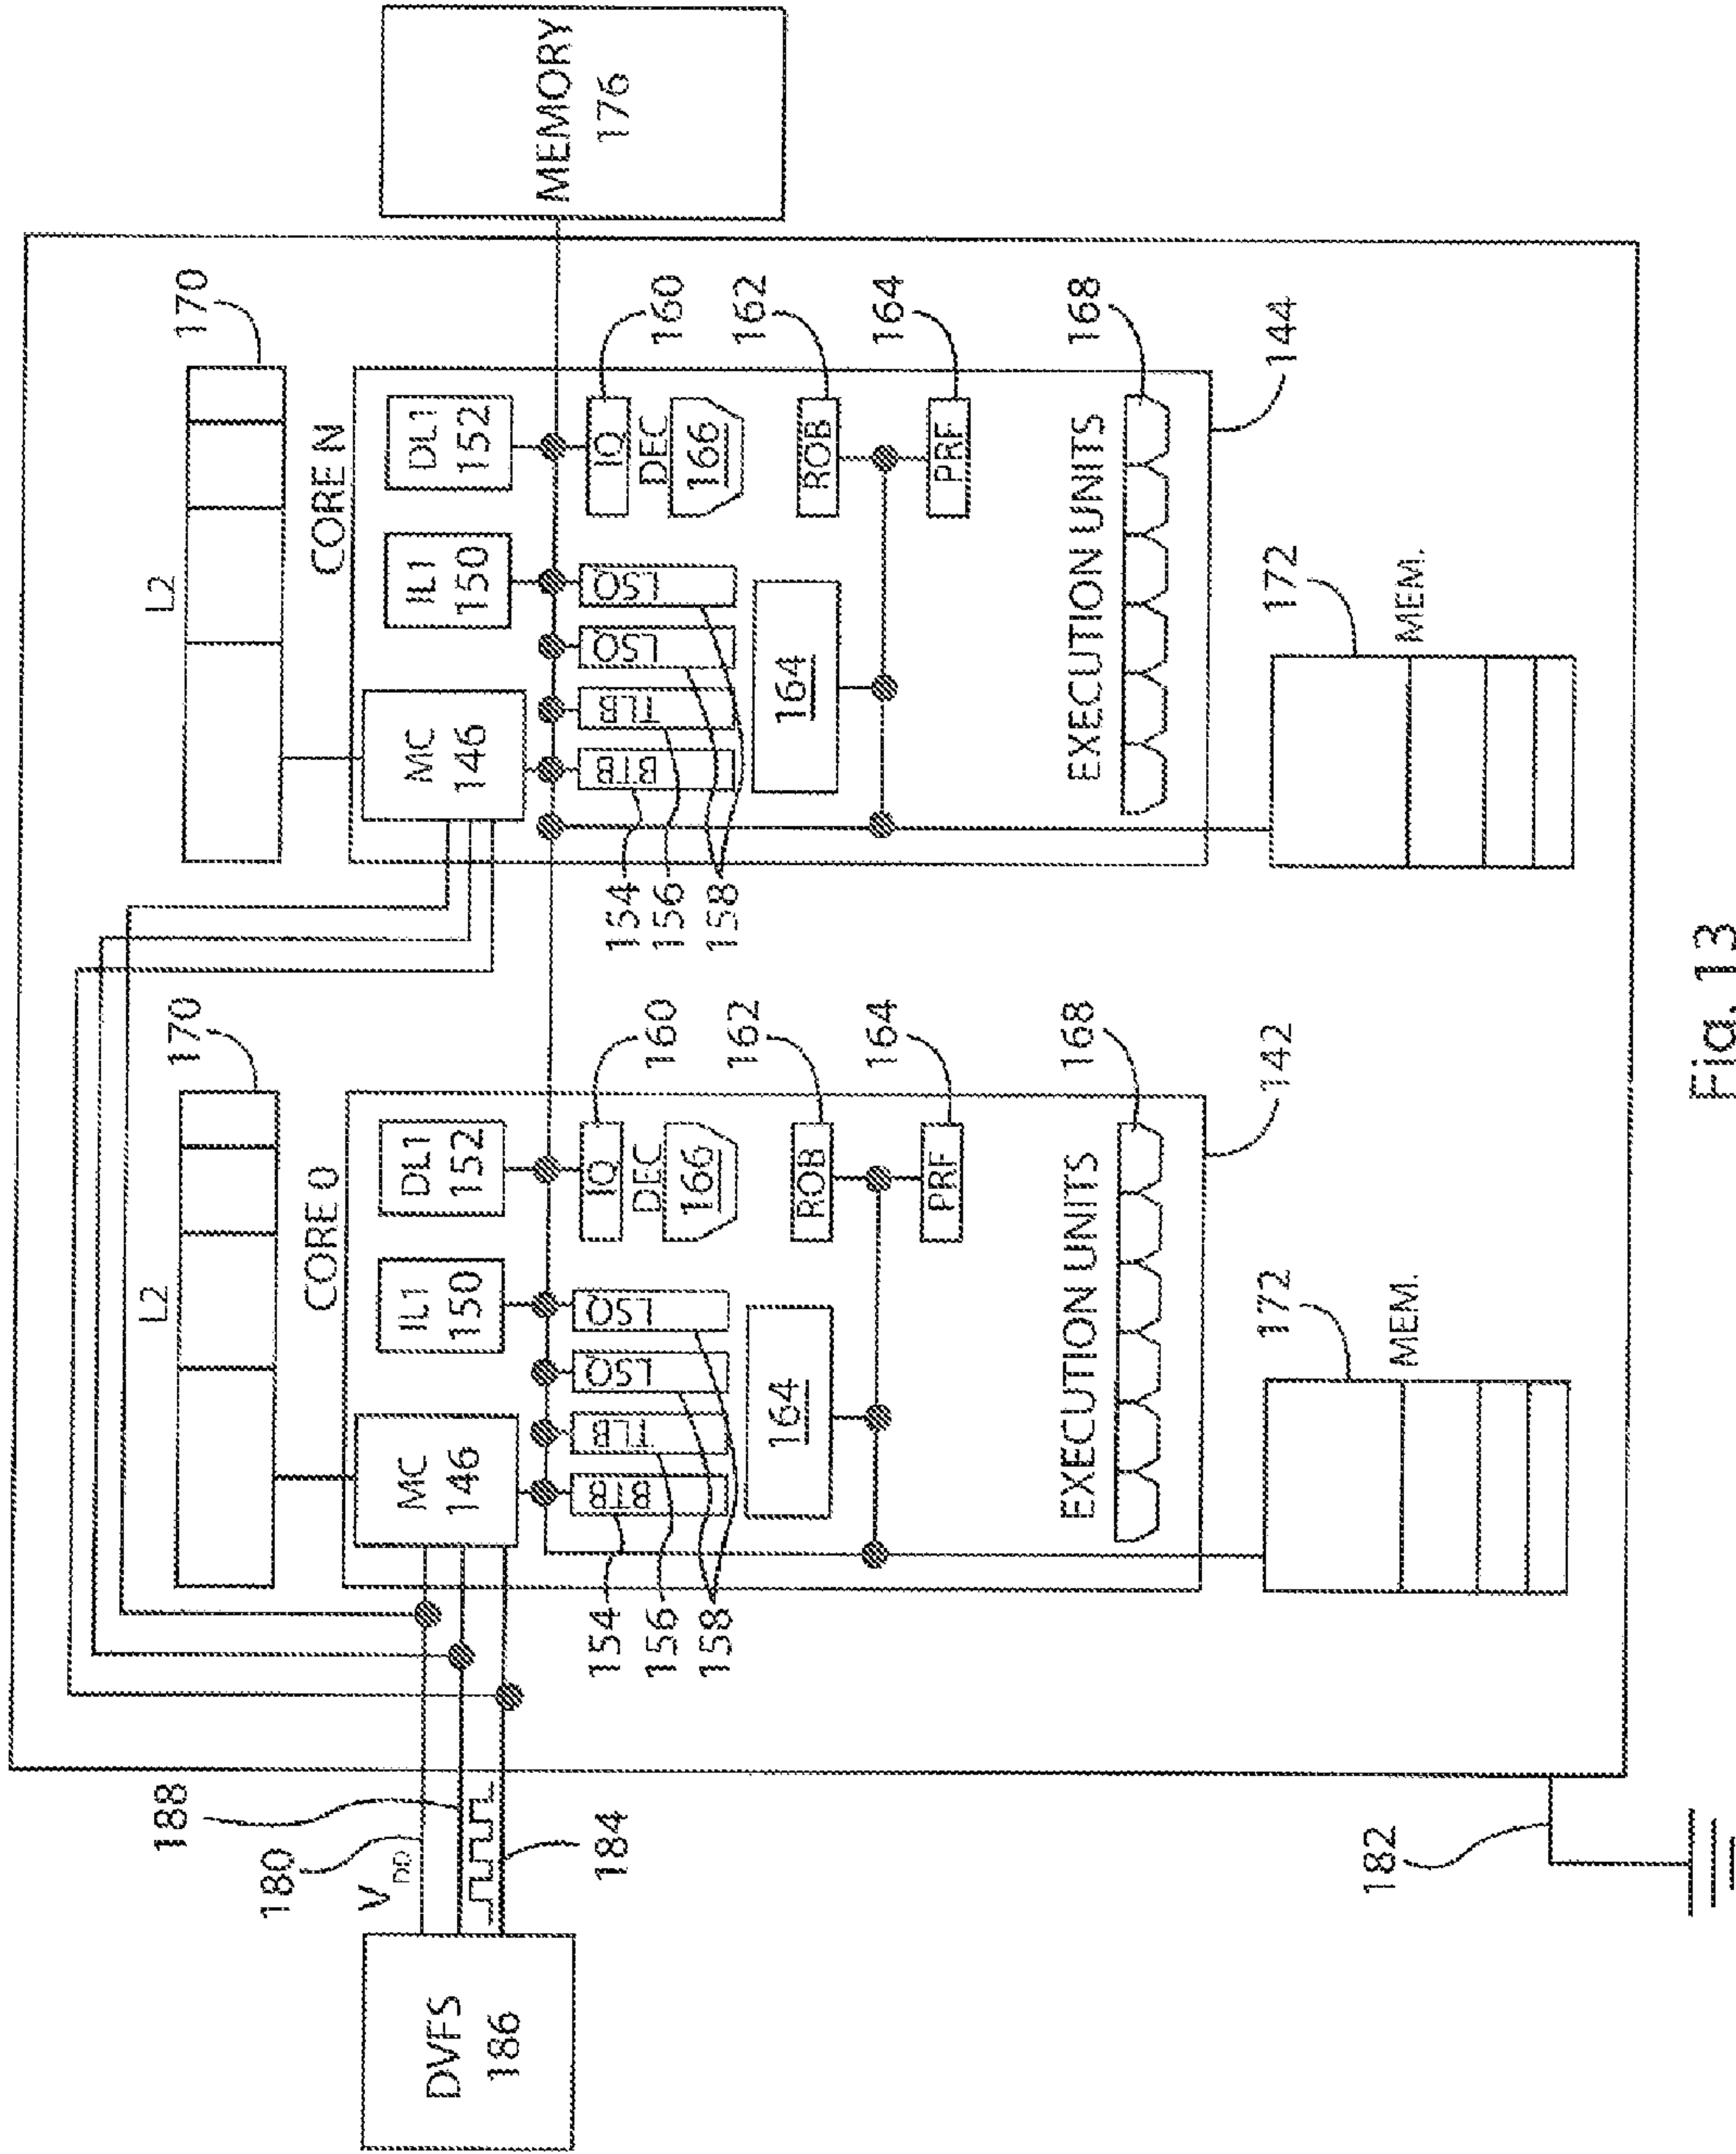 DVFS
186
180
188
V DD
184
182
L2
170
CORE 0
MC
146
IL1
150
DL1
152
BTB
TLB
LSQ
LSQ
IQ
DEC
166
160
154
156
158
164
ROB
162
PRF
164
EXECUTION UNITS
168
142
172
MEM.
L2
170
CORE N
MC
146
IL1
150
DL1
152
BTB
TLB
LSQ
LSQ
IQ
DEC
166
160
154
156
158
164
ROB
162
PRF
164
EXECUTION UNITS
168
144
172
MEM.
MEMORY
176
Fig. 13